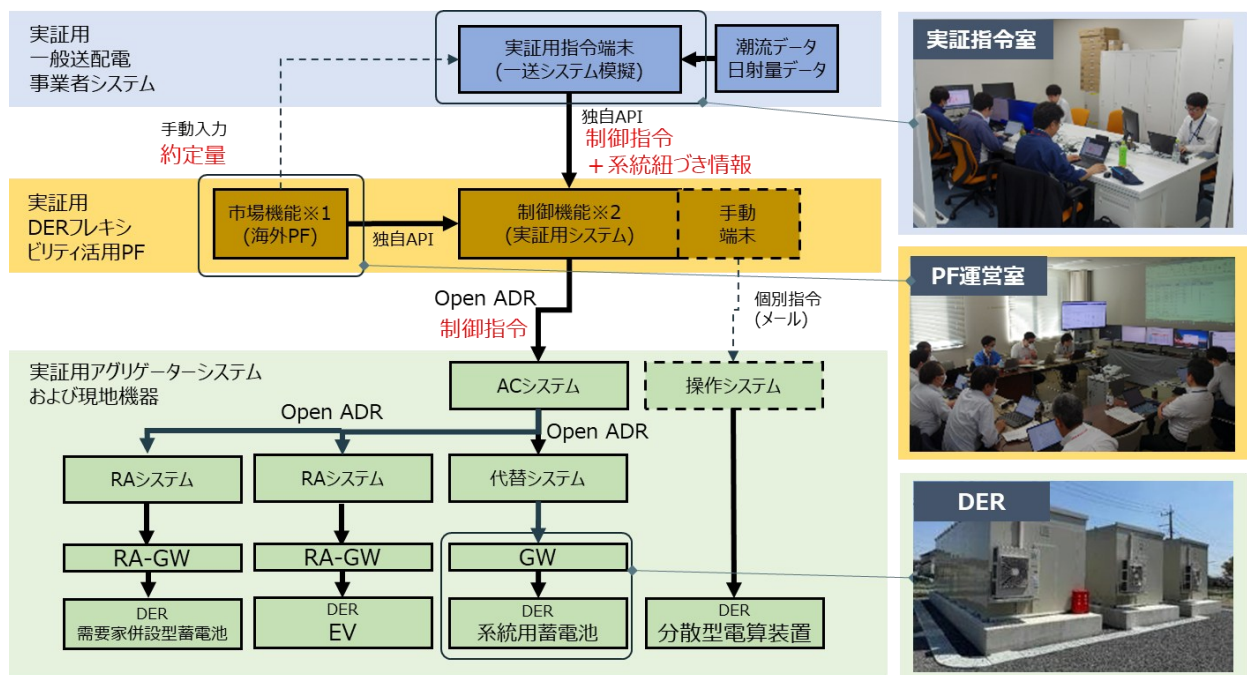 実証用
一般送配電
事業者システム
実証用指令端末
(一送システム模擬)
潮流データ
日射量データ
実証指令室
手動入力
約定量
独自API
制御指令
＋系統紐づき情報
実証用
DERフレキシ
ビリティ活用PF
市場機能※1
(海外PF)
独自API
制御機能※2
(実証用システム)
手動
端末
PF運営室
Open ADR
制御指令
個別指令
(メール)
実証用アグリゲーターシステム
および現地機器
ACシステム
操作システム
Open ADR
Open ADR
RAシステム
RAシステム
代替システム
DER
RA-GW
RA-GW
GW
DER
需要家併設型蓄電池
DER
EV
DER
系統用蓄電池
DER
分散型電算装置